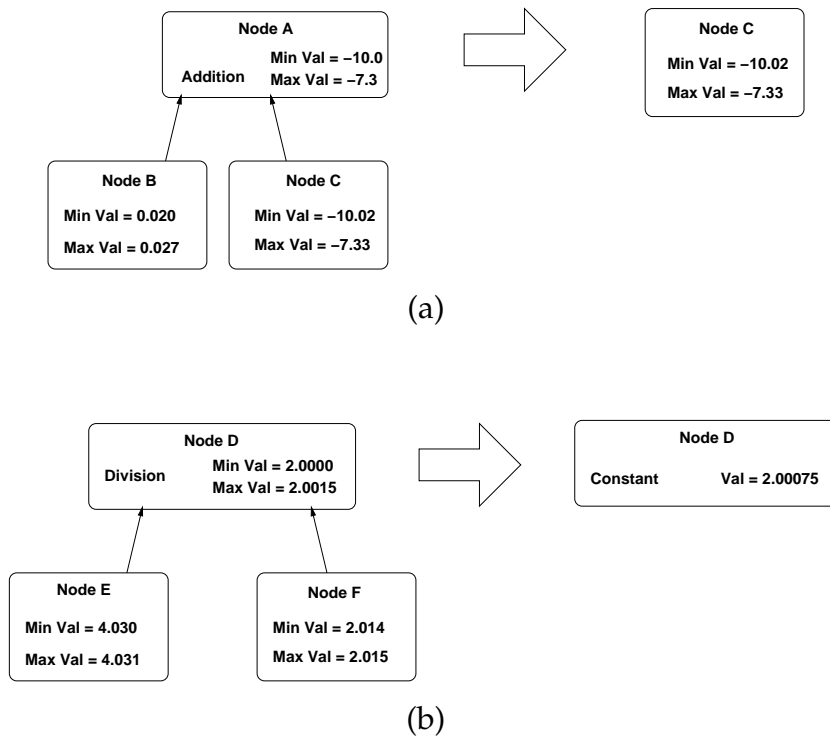 Node A
Min Val = −10.0
Addition
Max Val = −7.3
Node C
Min Val = −10.02
Max Val = −7.33
Node B
Min Val = 0.020
Max Val = 0.027
Node C
Min Val = −10.02
Max Val = −7.33
(a)
Node D
Min Val = 2.0000
Division
Max Val = 2.0015
Node D
Constant Val = 2.00075
Node E
Min Val = 4.030
Max Val = 4.031
Node F
Min Val = 2.014
Max Val = 2.015
(b)